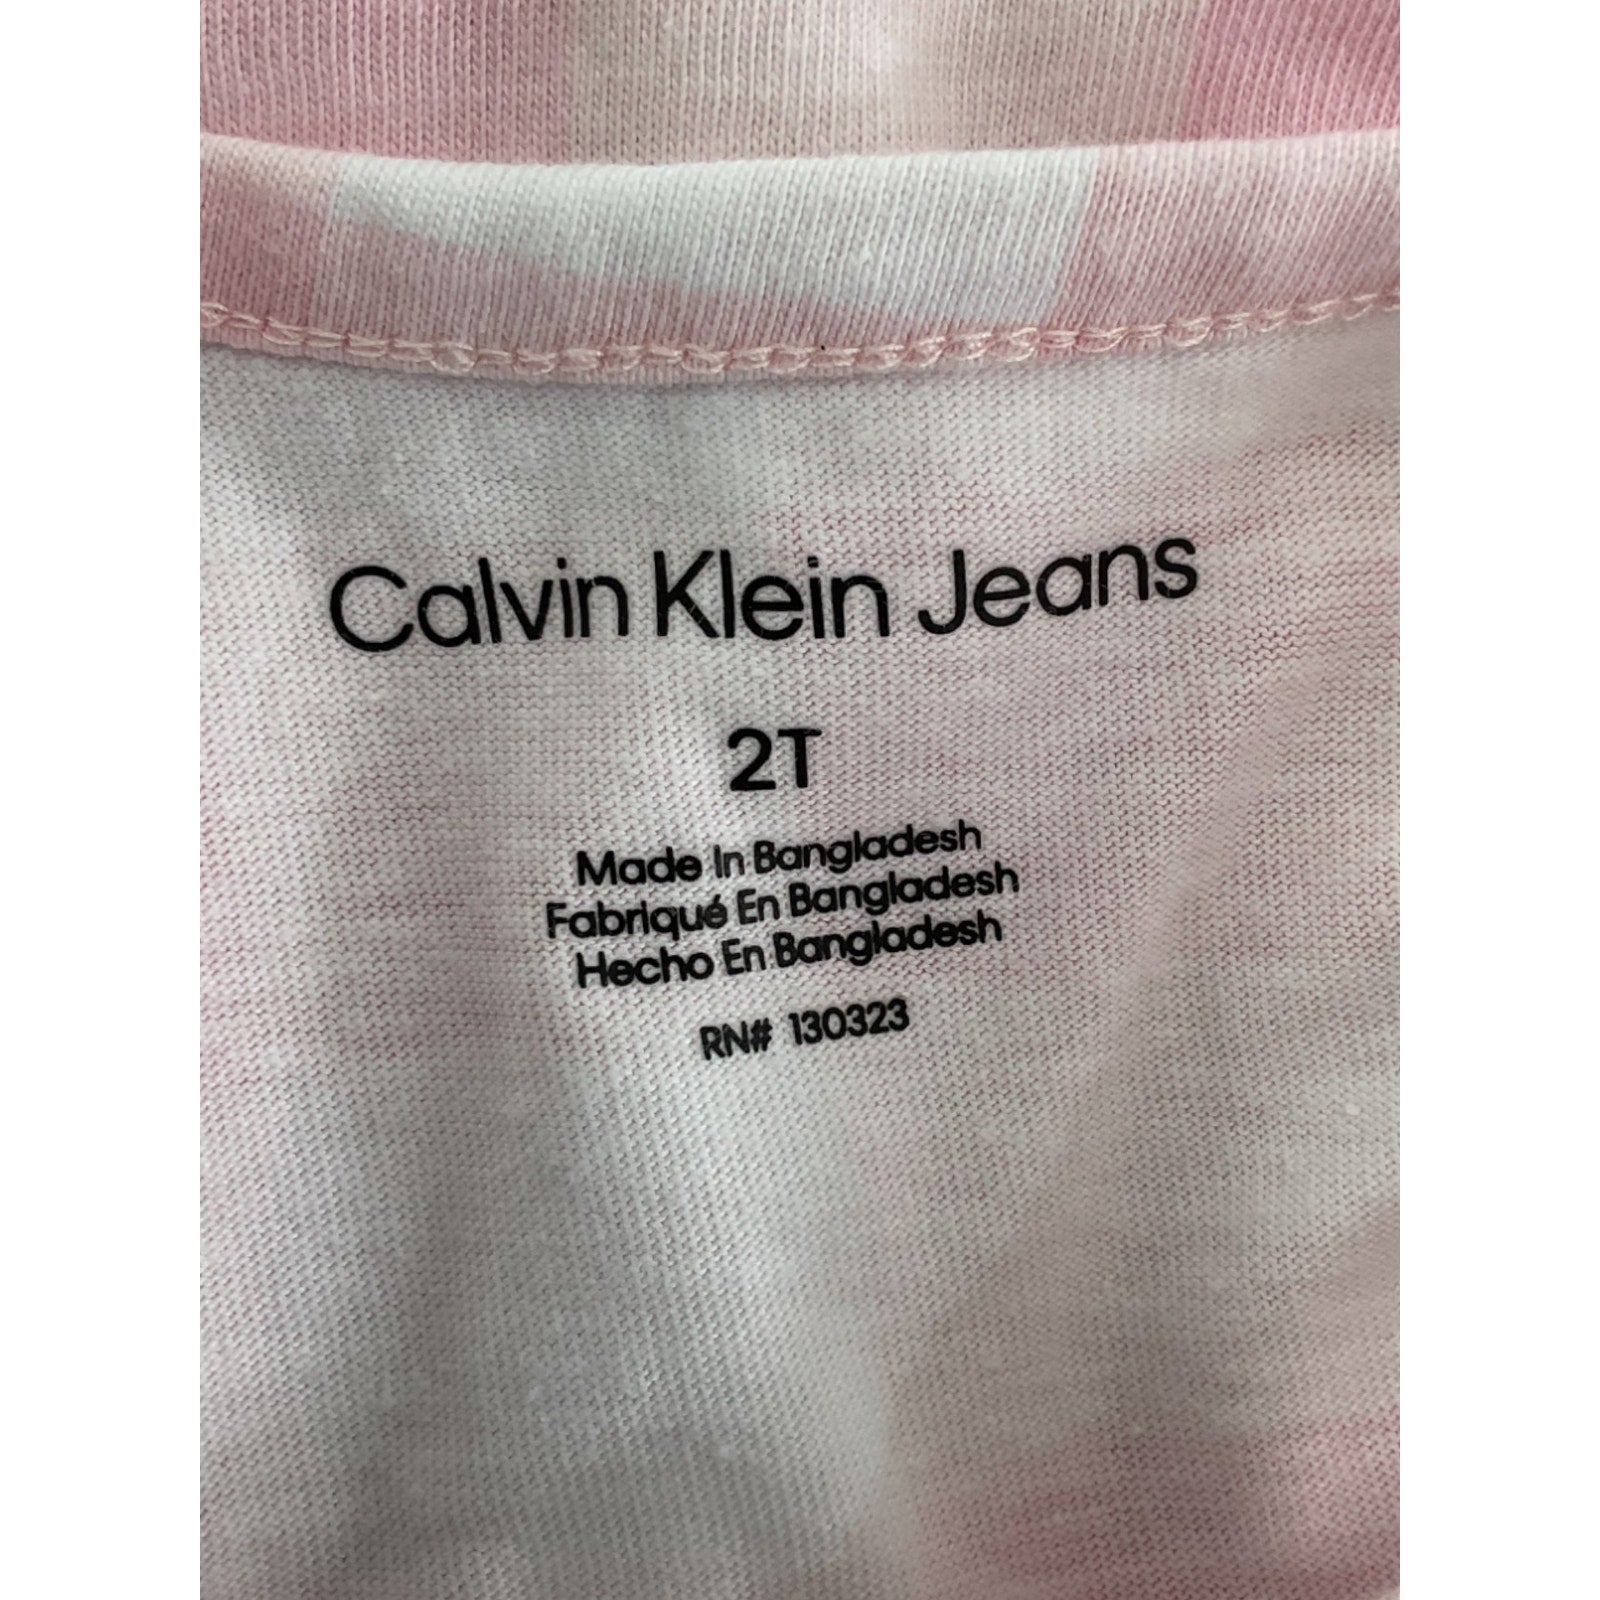 Calvin Klein Jeans
2T
Made In Bangladesh
Fabriqué En Bangladesh
Hecho En Bangladesh
RN# 130323